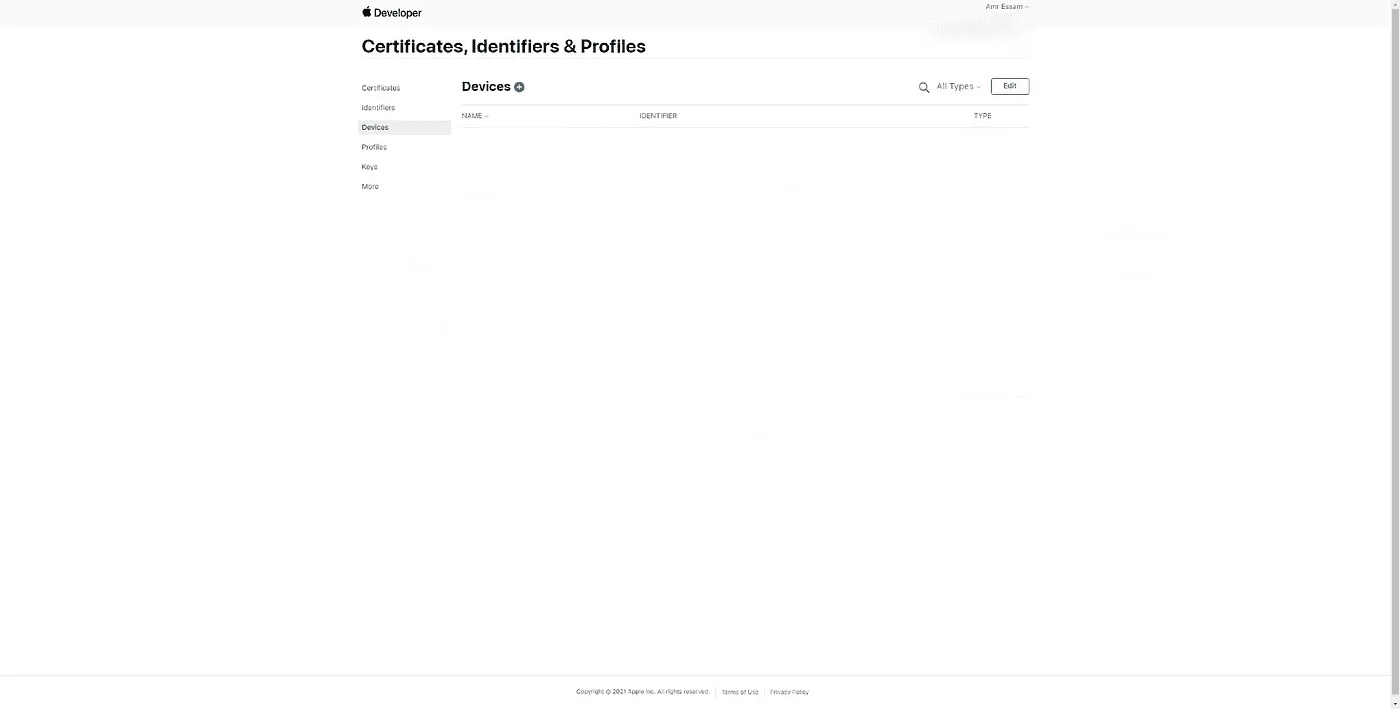 Developer
Amr Essam
Certificates, Identifiers & Profiles
Certificates
Identifiers
Devices
Profiles
Keys
More
Devices
All Types
Edit
NAME IDENTIFIER TYPE
Copyright © 2021 Apple Inc. All rights reserved. Terms of Use Privacy Policy